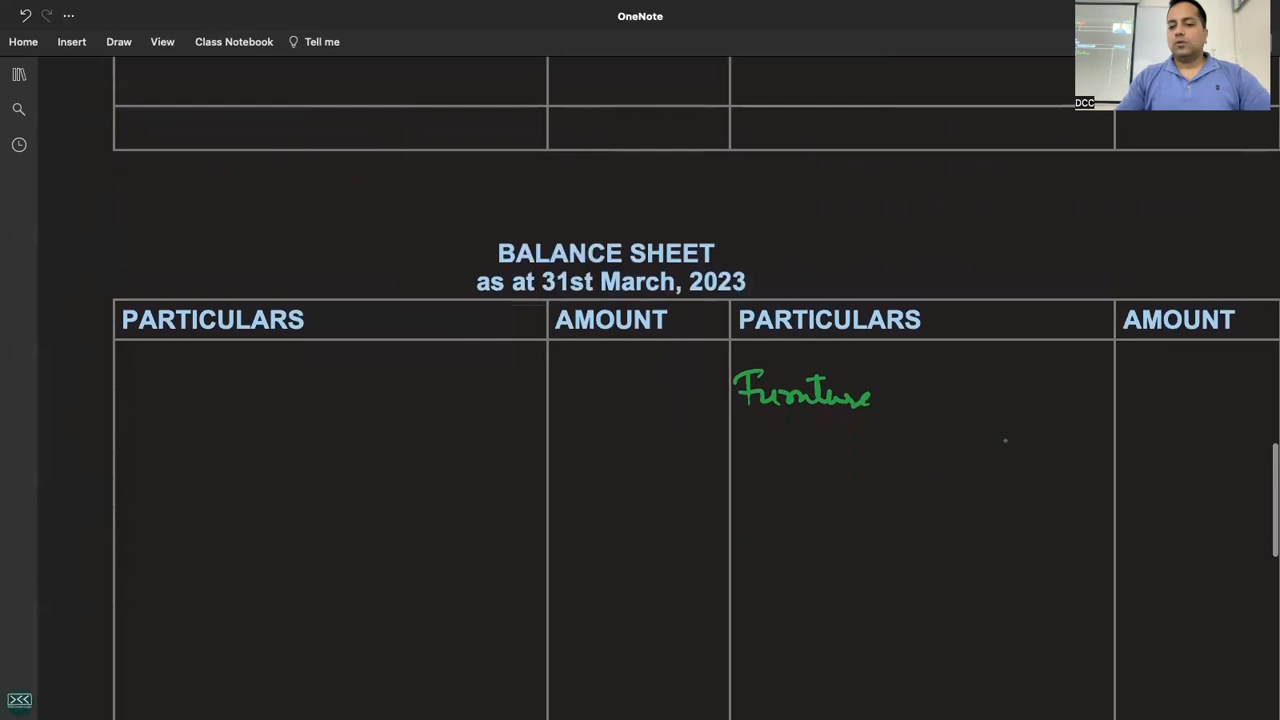 OneNote
Home Insert Draw View Class Notebook Tell me
DCC
BALANCE SHEET
as at 31st March, 2023
PARTICULARS AMOUNT PARTICULARS AMOUNT
Furniture